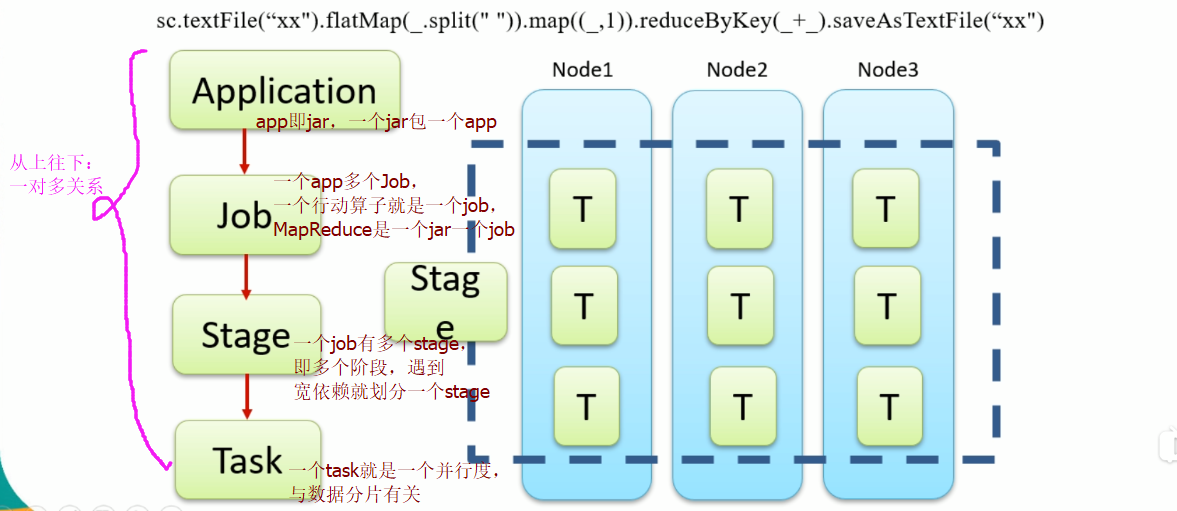 sc.textFile(“xx").flatMap(_.split(" ")).map((_,1)).reduceByKey(_+_).saveAsTextFile(“xx")
Application
app即jar，一个jar包一个app
从上往下：
一对多关系
Job
一个app多个Job，
一个行动算子就是一个job，
MapReduce是一个jar一个job
Stage
一个job有多个stage，
即多个阶段，遇到
宽依赖就划分一个stage
Task
一个task就是一个并行度，
与数据分片有关
Stag
e
Node1 Node2 Node3
T T T
T T T
T T T